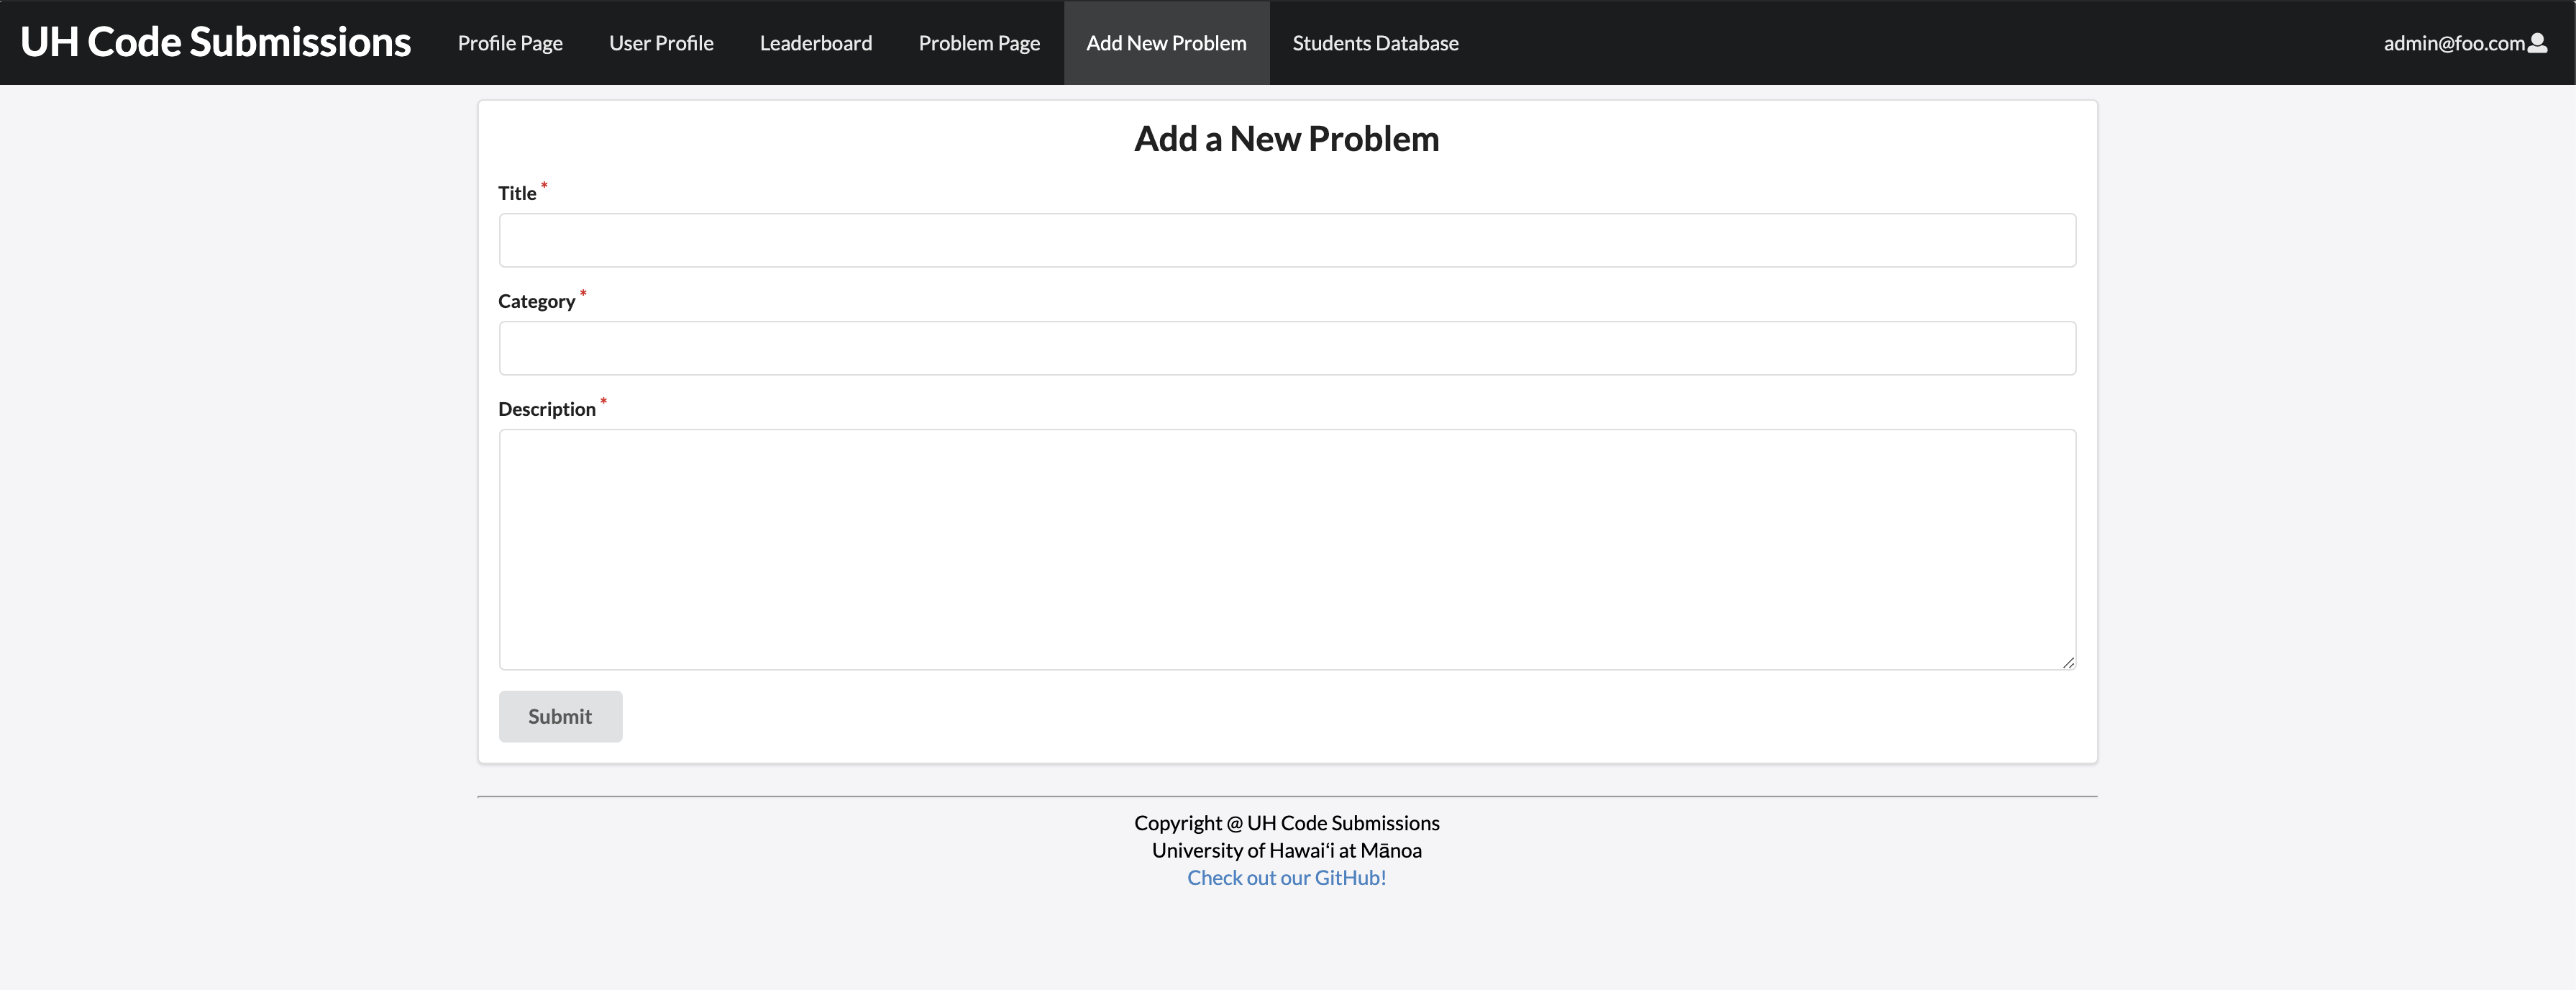 UH Code Submissions Profile Page User Profile Leaderboard Problem Page Add New Problem Students Database admin@foo.com
Add a New Problem
Title *
Category *
Description *
Submit
Copyright @ UH Code Submissions
University of Hawaiʻi at Mānoa
Check out our GitHub!